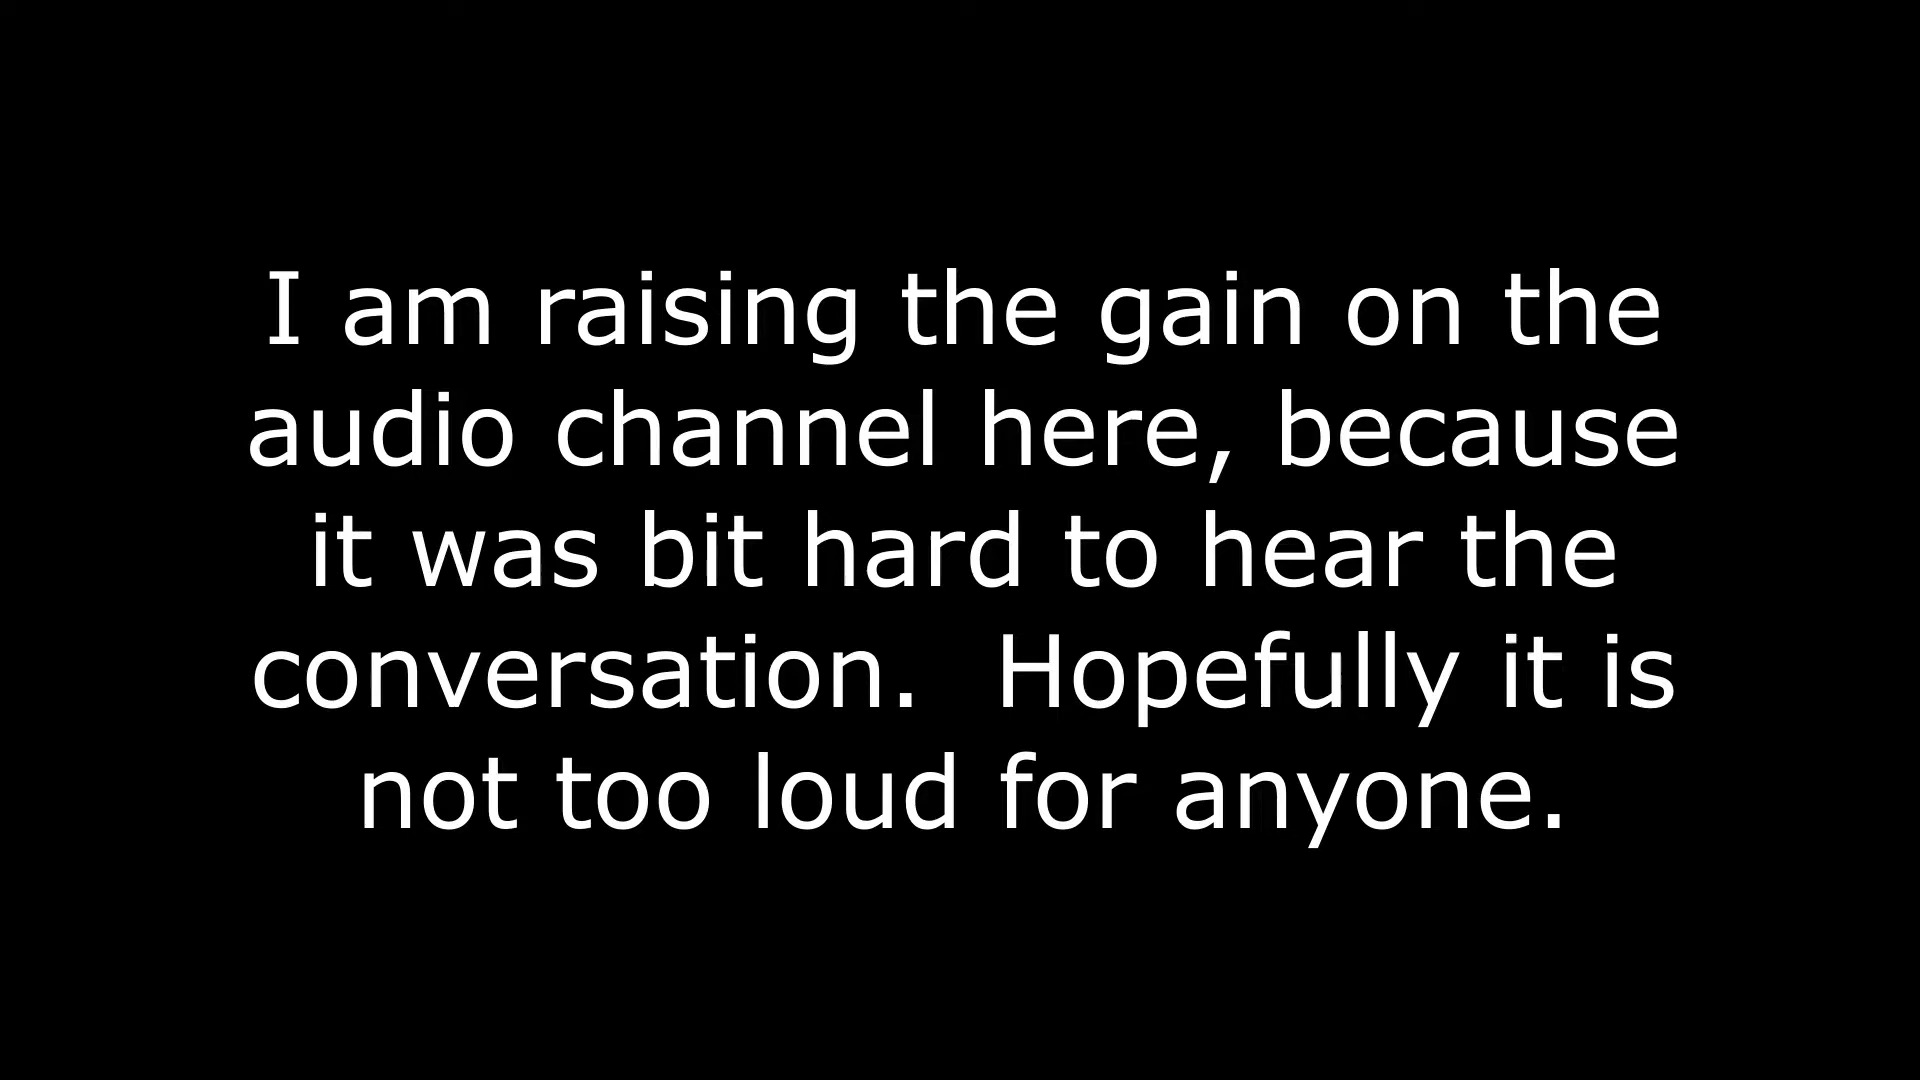 I am raising the gain on the
audio channel here, because
it was bit hard to hear the
conversation.  Hopefully it is
not too loud for anyone.